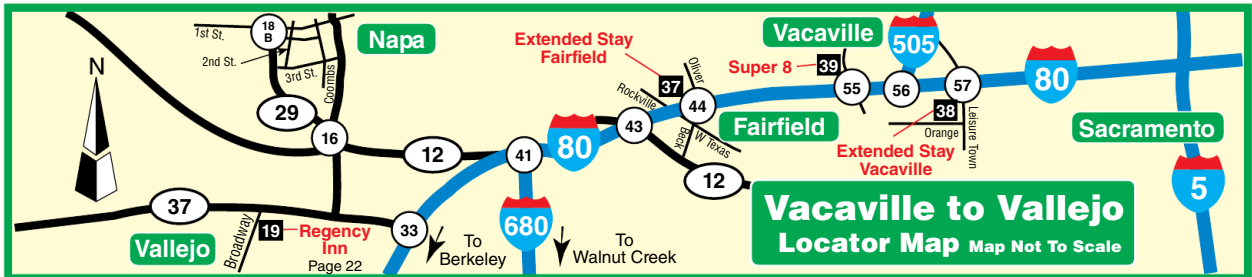 N
1st St.
18
B
2nd St.
3rd St.
Coombs
Napa
29
16
12
37
Vallejo
Broadway
19
Regency
Inn
Page 22
33
To
Berkeley
41
80
680
To
Walnut Creek
Extended Stay
Fairfield
37
Oliver
Rockville
43
44
Beck
W Texas
12
Fairfield
Vacaville
505
Super 8
39
55
56
57
80
38
Orange
Leisure Town
Extended Stay
Vacaville
Sacramento
5
Vacaville to Vallejo
Locator Map Map Not To Scale